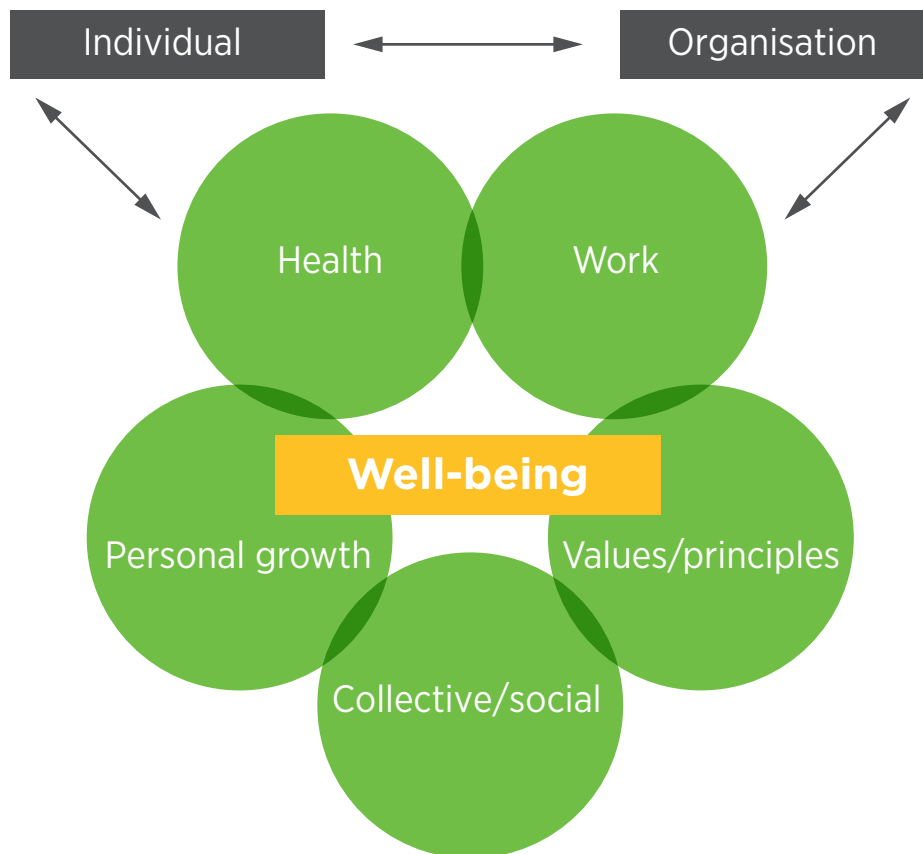 Individual
Organisation
Health
Work
Well-being
Personal growth
Values/principles
Collective/social